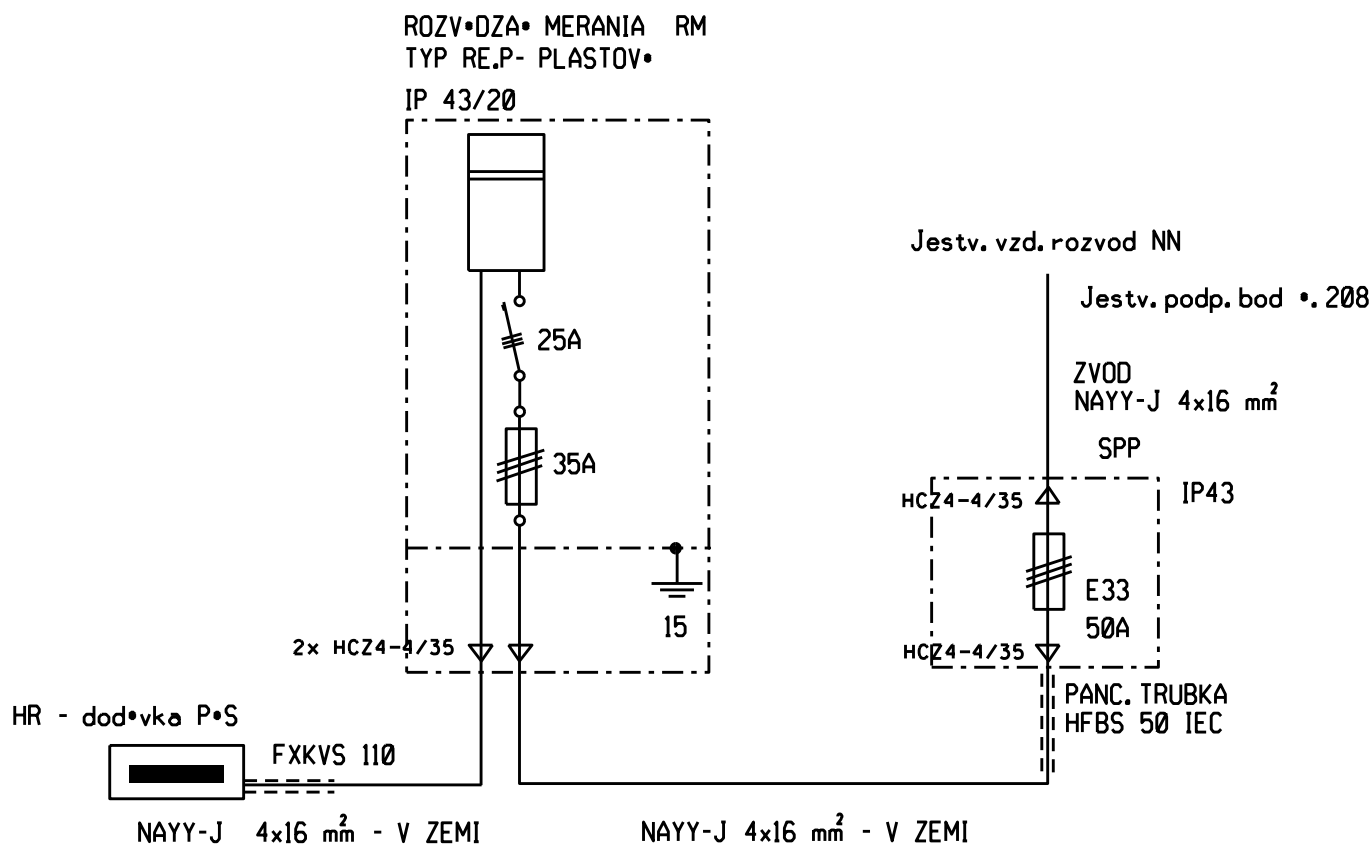 ROZV•DZA• MERANIA RM
TYP RE.P- PLASTOV•
IP 43/20
Jestv. vzd. rozvod NN
Jestv. podp. bod •. 208
25A
ZVOD
NAYY-J 4x16 mm²
SPP
35A
HCZ4-4/35
IP43
E33
50A
15
2x HCZ4-4/35
HCZ4-4/35
PANC. TRUBKA
HFBS 50 IEC
HR - dod•vka P•S
FXKVS 110
NAYY-J 4x16 mm² - V ZEMI
NAYY-J 4x16 mm² - V ZEMI